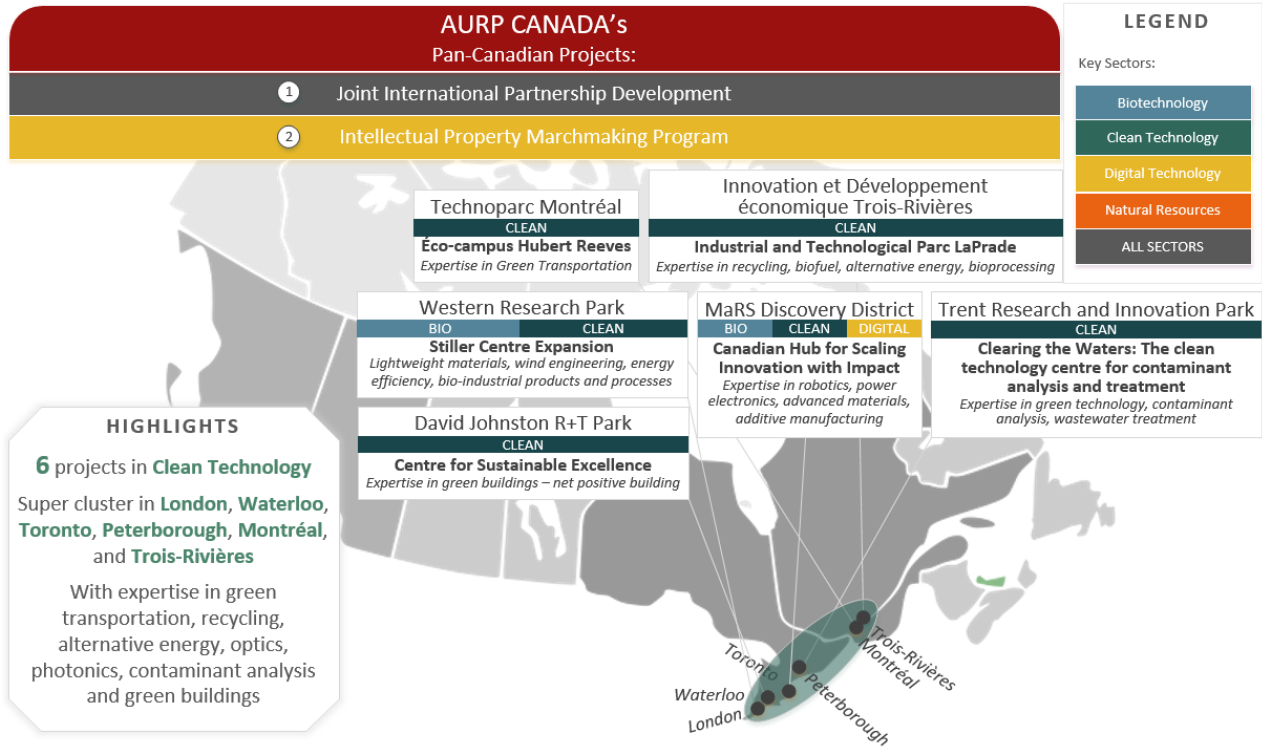 AURP CANADA's
Pan-Canadian Projects:
1 Joint International Partnership Development
2 Intellectual Property Marchmaking Program
LEGEND
Key Sectors:
Biotechnology
Clean Technology
Digital Technology
Natural Resources
ALL SECTORS
Technoparc Montréal
CLEAN
Éco-campus Hubert Reeves
Expertise in Green Transportation
Innovation et Développement
économique Trois-Rivières
CLEAN
Industrial and Technological Parc LaPrade
Expertise in recycling, biofuel, alternative energy, bioprocessing
Western Research Park
BIO CLEAN
Stiller Centre Expansion
Lightweight materials, wind engineering, energy
efficiency, bio-industrial products and processes
MaRS Discovery District
BIO CLEAN DIGITAL
Canadian Hub for Scaling
Innovation with Impact
Expertise in robotics, power
electronics, advanced materials,
additive manufacturing
Trent Research and Innovation Park
CLEAN
Clearing the Waters: The clean
technology centre for contaminant
analysis and treatment
Expertise in green technology, contaminant
analysis, wastewater treatment
David Johnston R+T Park
CLEAN
Centre for Sustainable Excellence
Expertise in green buildings – net positive building
HIGHLIGHTS
6 projects in Clean Technology
Super cluster in London, Waterloo,
Toronto, Peterborough, Montréal,
and Trois-Rivières
With expertise in green
transportation, recycling,
alternative energy, optics,
photonics, contaminant analysis
and green buildings
Trois-Rivières
Montréal
Toronto
Peterborough
Waterloo
London